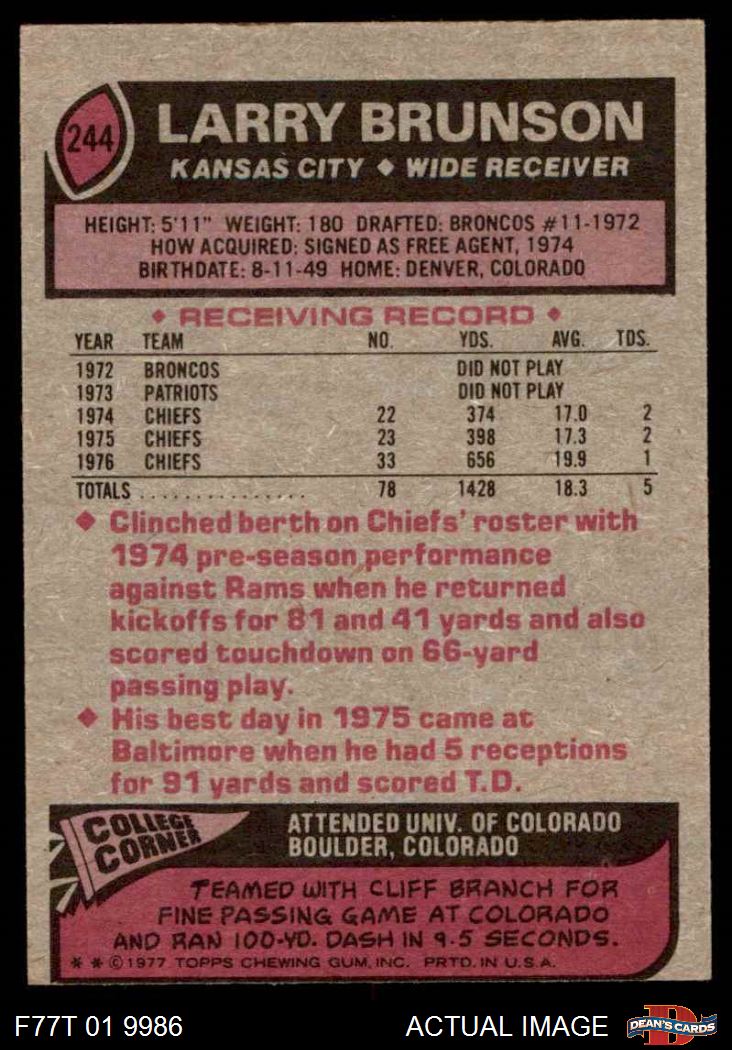 244
LARRY BRUNSON
KANSAS CITY ♦ WIDE RECEIVER
HEIGHT: 5'11" WEIGHT: 180 DRAFTED: BRONCOS #11-1972
HOW ACQUIRED: SIGNED AS FREE AGENT, 1974
BIRTHDATE: 8-11-49 HOME: DENVER, COLORADO
♦ RECEIVING RECORD ♦
YEAR TEAM NO. YDS. AVG. TDS.
1972 BRONCOS DID NOT PLAY
1973 PATRIOTS DID NOT PLAY
1974 CHIEFS 22 374 17.0 2
1975 CHIEFS 23 398 17.3 2
1976 CHIEFS 33 656 19.9 1
TOTALS . . . . . . . . . . . . . . . 78 1428 18.3 5
♦ Clinched berth on Chiefs' roster with
1974 pre-season performance
against Rams when he returned
kickoffs for 81 and 41 yards and also
scored touchdown on 66-yard
passing play.
♦ His best day in 1975 came at
Baltimore when he had 5 receptions
for 91 yards and scored T.D.
COLLEGE
CORNER
ATTENDED UNIV. OF COLORADO
BOULDER, COLORADO
TEAMED WITH CLIFF BRANCH FOR
FINE PASSING GAME AT COLORADO
AND RAN 100-YD. DASH IN 9.5 SECONDS.
* * © 1977 TOPPS CHEWING GUM, INC. PRTD. IN U.S.A.
F77T 01 9986 ACTUAL IMAGE
D
DEAN'S CARDS